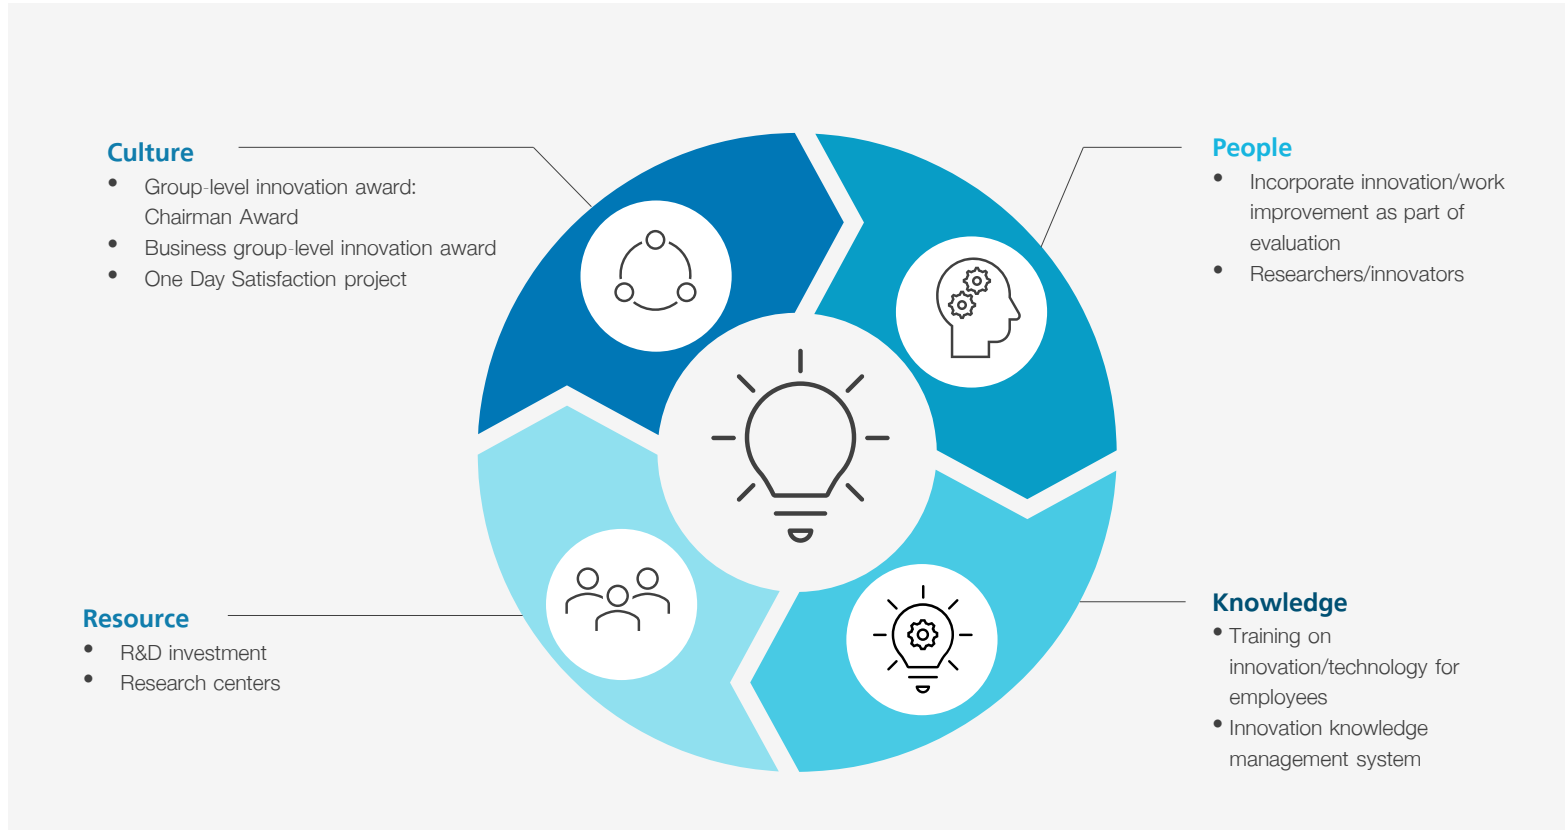 Culture
• Group-level innovation award:
Chairman Award
• Business group-level innovation award
• One Day Satisfaction project
People
• Incorporate innovation/work
improvement as part of
evaluation
• Researchers/innovators
Resource
• R&D investment
• Research centers
Knowledge
• Training on
innovation/technology for
employees
• Innovation knowledge
management system